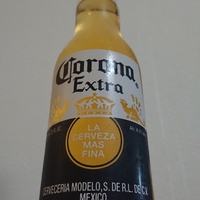 Corona
Extra
LA
CERVEZA
MAS
FINA
CERVECERIA MODELO, S. DE R.L. DE C.V.
MEXICO